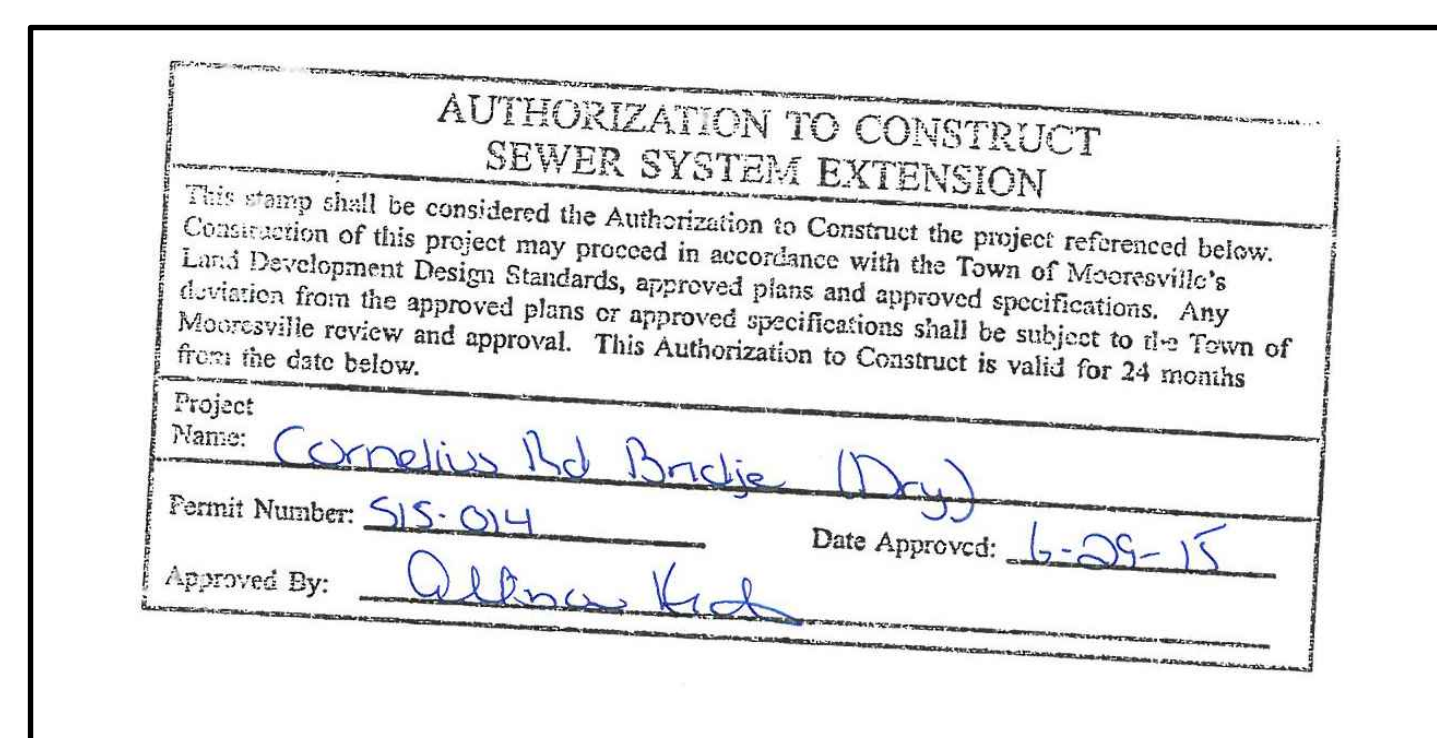 AUTHORIZATION TO CONSTRUCT
SEWER SYSTEM EXTENSION
This stamp shall be considered the Authorization to Construct the project referenced below.
Construction of this project may proceed in accordance with the Town of Mooresville's
Land Development Design Standards, approved plans and approved specifications. Any
deviation from the approved plans or approved specifications shall be subject to the Town of
Mooresville review and approval. This Authorization to Construct is valid for 24 months
from the date below.
Project
Name: Cornelius Rd Bridje (Dry)
Permit Number: S15-014
Date Approved: 6-29-15
Approved By: